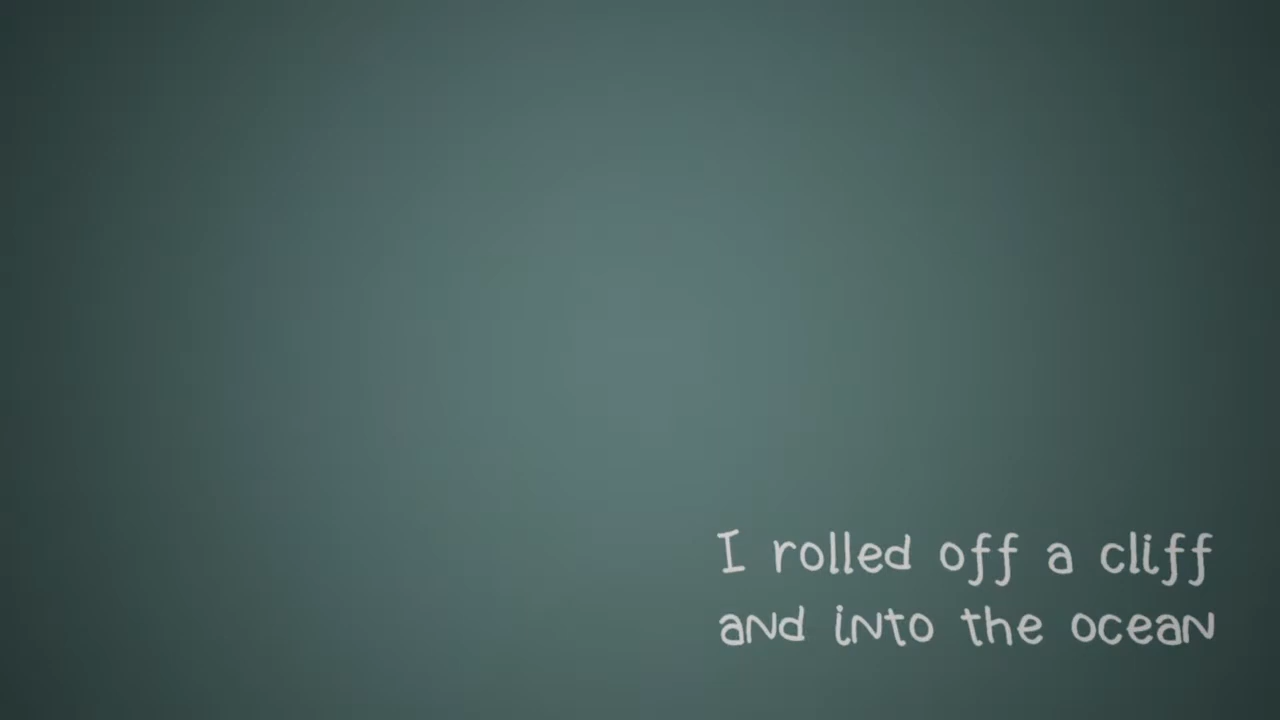 I rolled off a cliff
and into the ocean